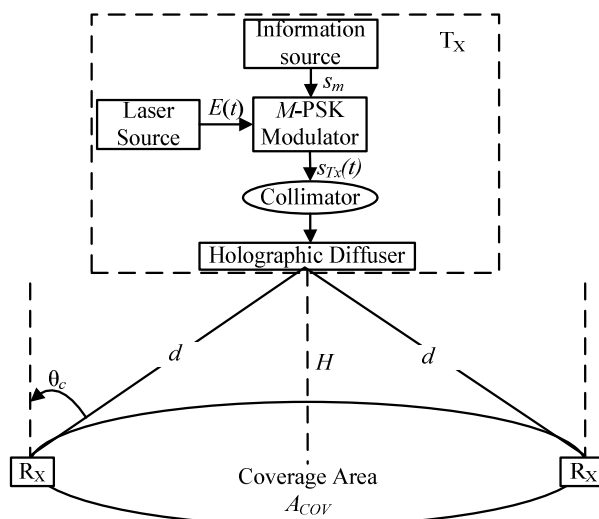 Information
source
T_X
s_m
Laser
Source
E(t)
M-PSK
Modulator
s_Tx(t)
Collimator
Holographic Diffuser
θ_c
d
H
d
R_X
Coverage Area
A_COV
R_X